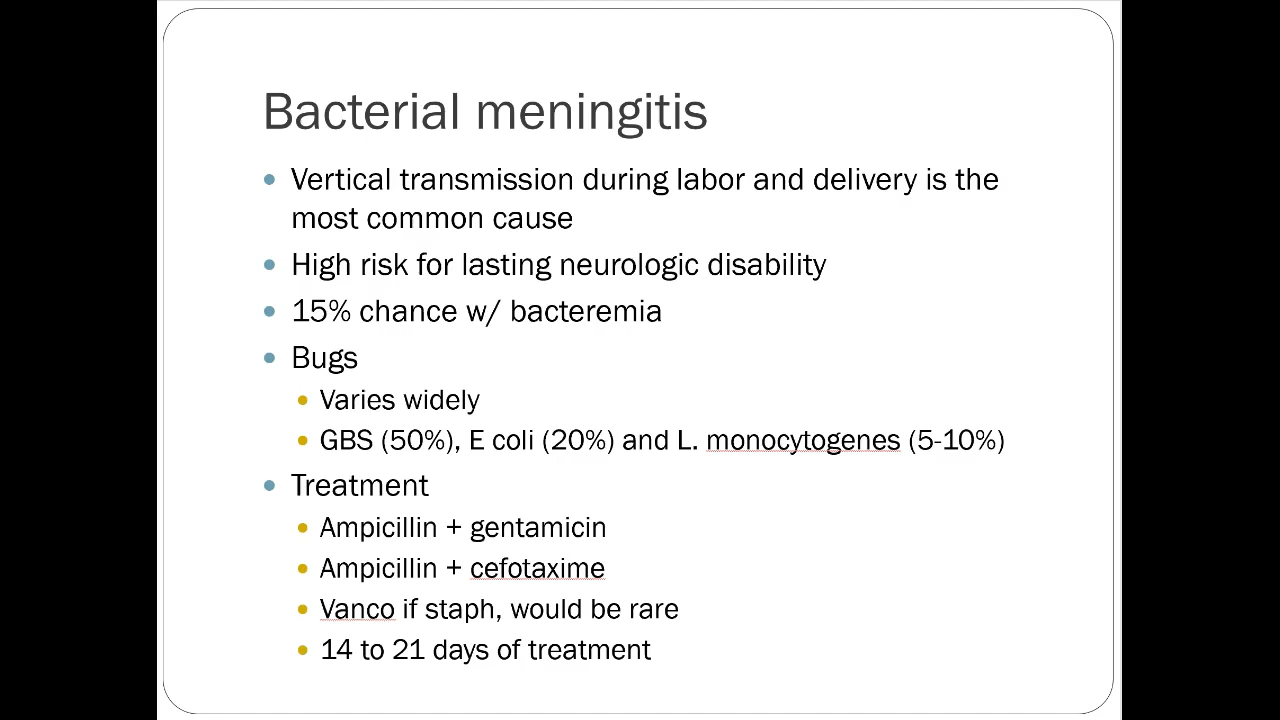 Bacterial meningitis
Vertical transmission during labor and delivery is the
most common cause
High risk for lasting neurologic disability
15% chance w/ bacteremia
Bugs
Varies widely
GBS (50%), E coli (20%) and L. monocytogenes (5-10%)
Treatment
Ampicillin + gentamicin
Ampicillin + cefotaxime
Vanco if staph, would be rare
14 to 21 days of treatment